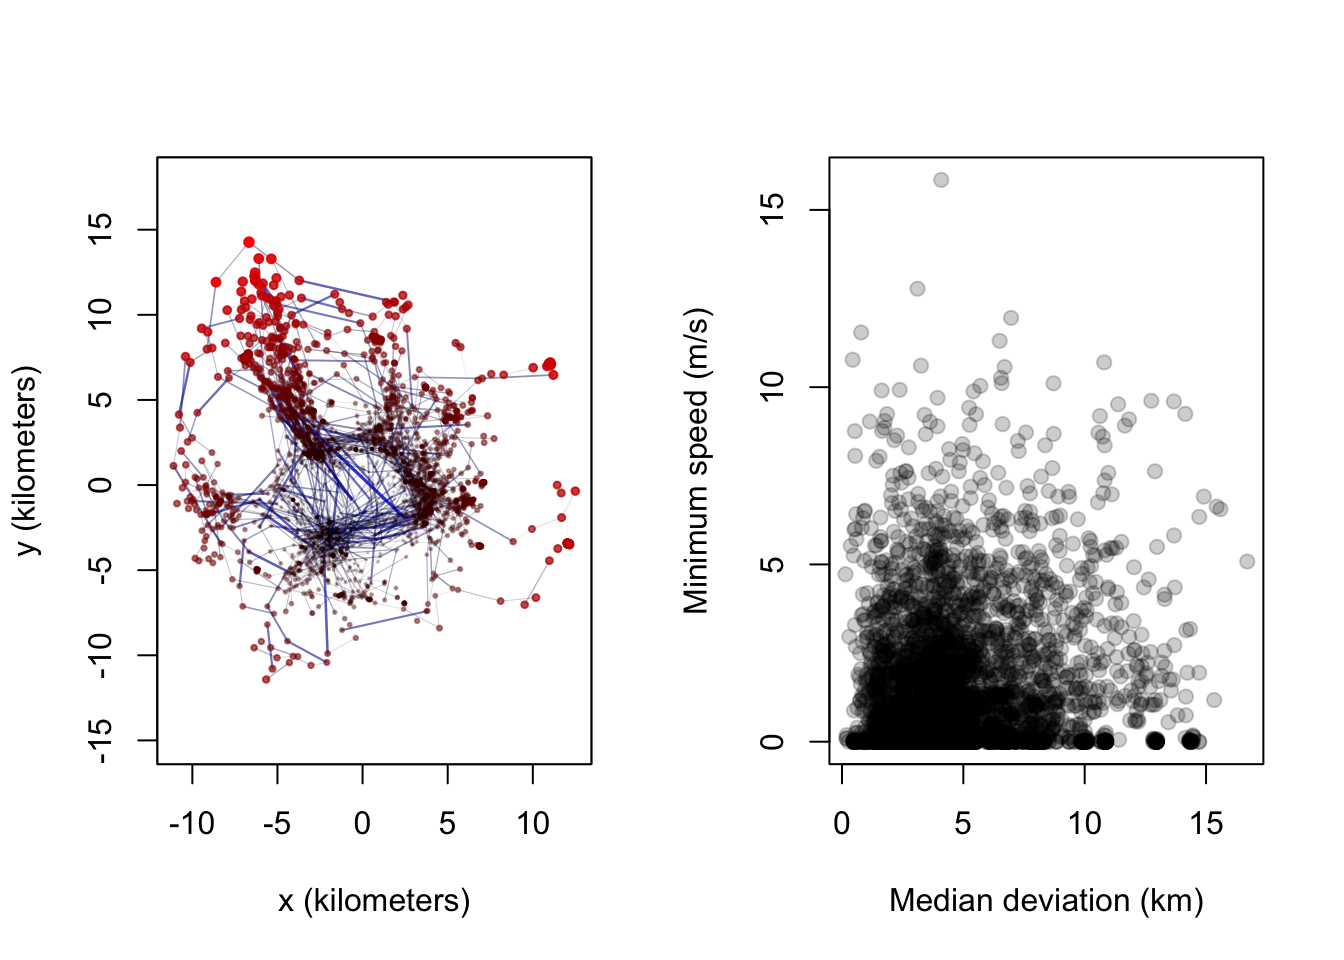 15
10
5
0
-5
-10
-15
y (kilometers)
-10 -5 0 5 10
x (kilometers)
15
10
5
0
Minimum speed (m/s)
0 5 10 15
Median deviation (km)